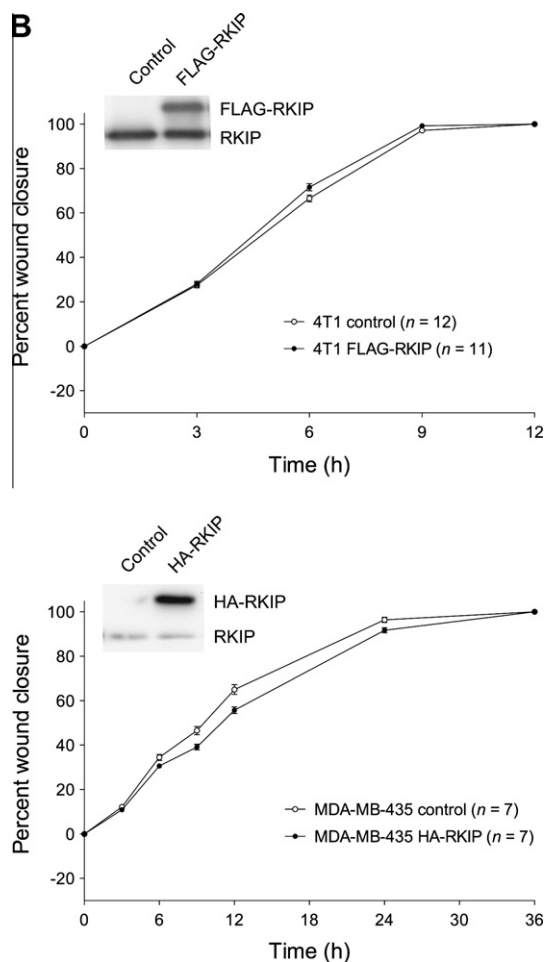 B
Control
FLAG-RKIP
FLAG-RKIP
RKIP
100
80
60
40
20
0
-20
Percent wound closure
4T1 control (n = 12)
4T1 FLAG-RKIP (n = 11)
0 3 6 9 12
Time (h)
Control
HA-RKIP
HA-RKIP
RKIP
100
80
60
40
20
0
-20
Percent wound closure
MDA-MB-435 control (n = 7)
MDA-MB-435 HA-RKIP (n = 7)
0 6 12 18 24 30 36
Time (h)